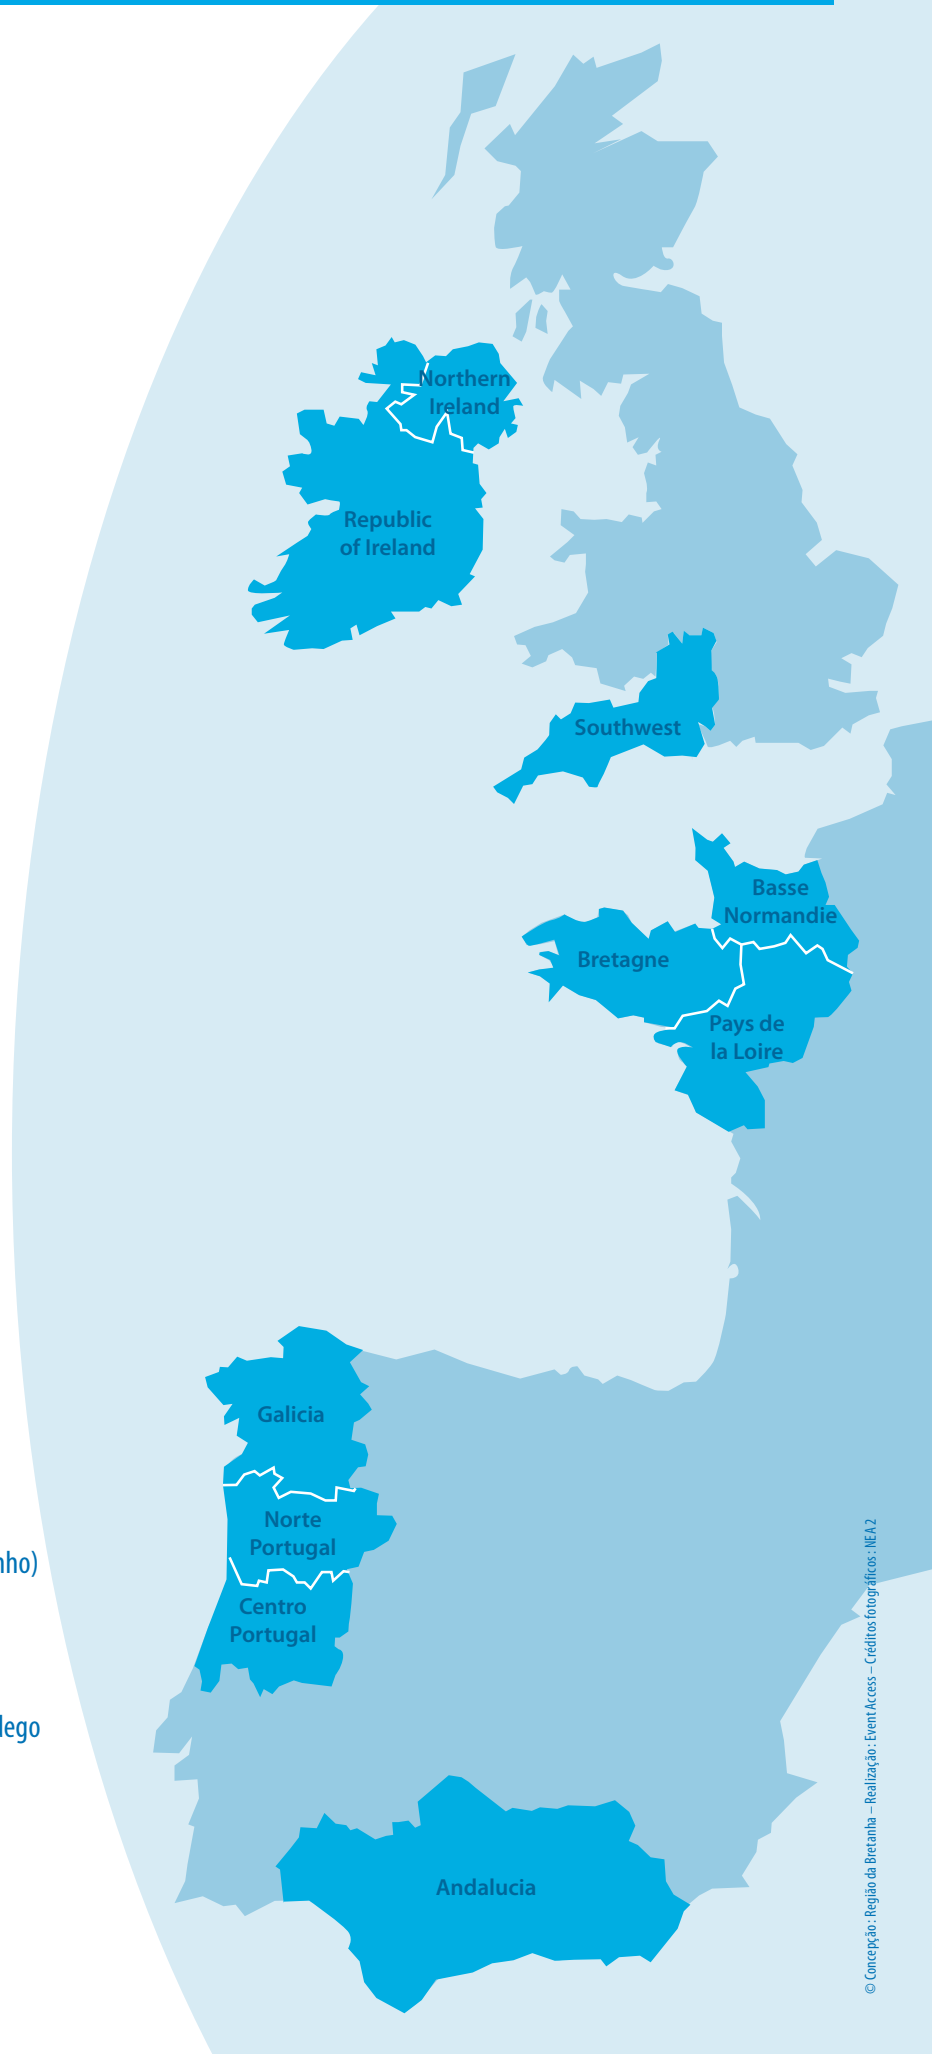 Northern
Ireland
Republic
of Ireland
Southwest
Basse
Normandie
Bretagne
Pays de
la Loire
Galicia
Norte
Portugal
nho)
Centro
Portugal
lego
Andalucia
© Concepção : Região da Bretanha – Realização : Event Access – Créditos fotográficos : NEA 2